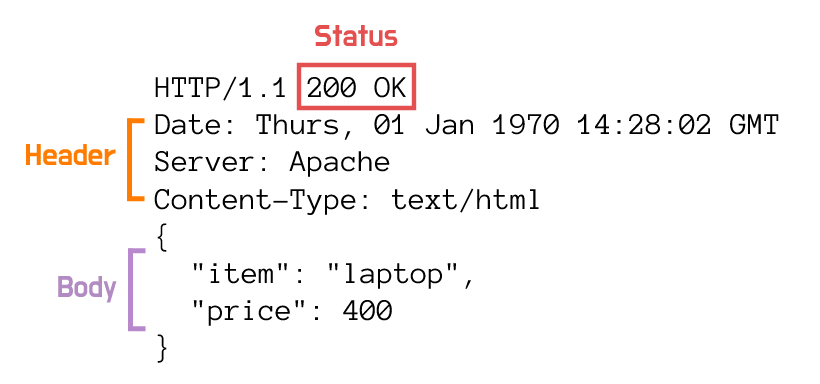 Status
HTTP/1.1 200 OK
Header
Date: Thurs, 01 Jan 1970 14:28:02 GMT
Server: Apache
Content-Type: text/html
Body
{
"item": "laptop",
"price": 400
}